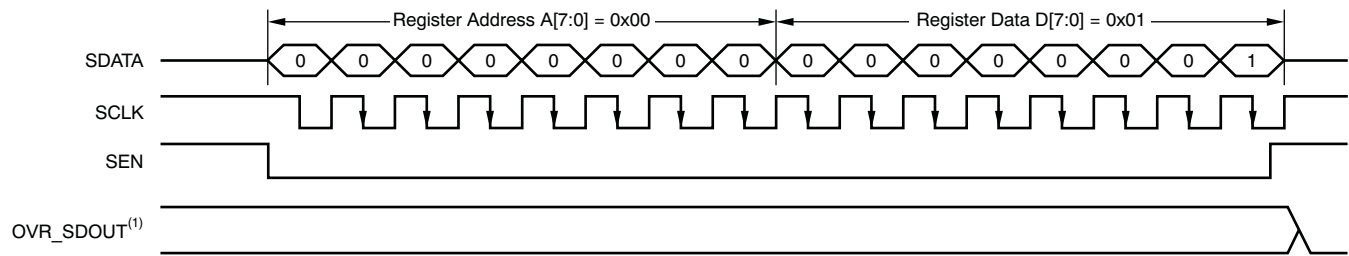 Register Address A[7:0] = 0x00 Register Data D[7:0] = 0x01
SDATA 0 0 0 0 0 0 0 0 0 0 0 0 0 0 0 1
SCLK
SEN
OVR_SDOUT(1)